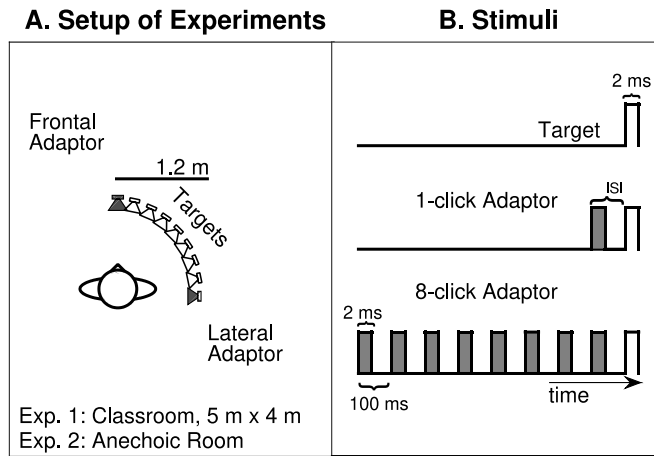 A. Setup of Experiments
Frontal
Adaptor
1.2 m
Targets
Lateral
Adaptor
Exp. 1: Classroom, 5 m x 4 m
Exp. 2: Anechoic Room
B. Stimuli
2 ms
Target
ISI
1-click Adaptor
8-click Adaptor
2 ms
100 ms
time